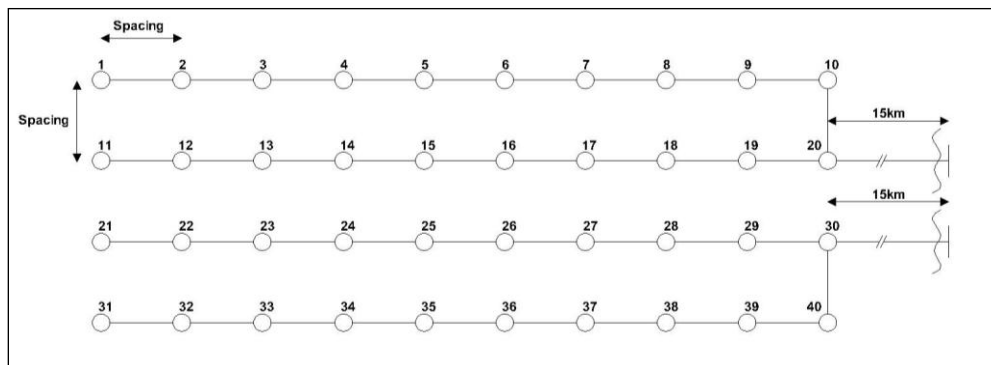 Spacing
1 2 3 4 5 6 7 8 9 10
Spacing
15km
11 12 13 14 15 16 17 18 19 20
15km
21 22 23 24 25 26 27 28 29 30
31 32 33 34 35 36 37 38 39 40